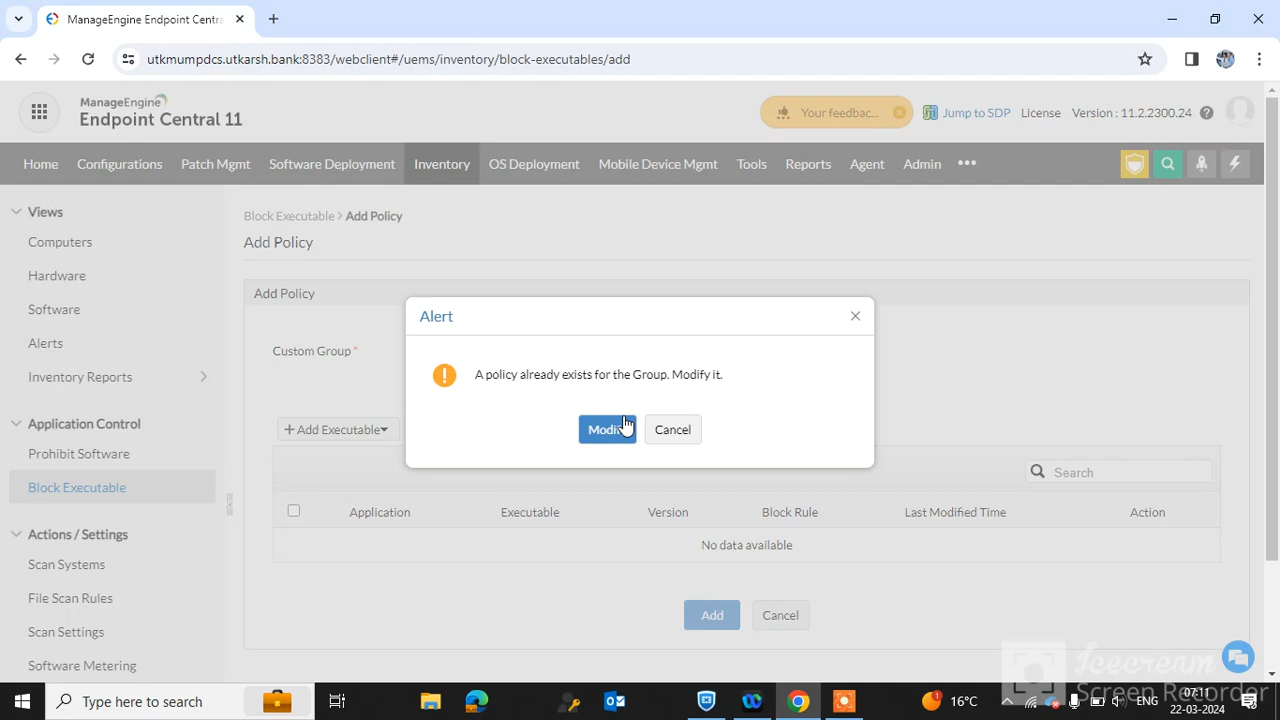 ManageEngine Endpoint Centra
utkmumpdcs.utkarsh.bank:8383/webclient#/uems/inventory/block-executables/add
ManageEngine
Endpoint Central 11
Your feedbac...
Jump to SDP
License
Version : 11.2.2300.24
Home
Configurations
Patch Mgmt
Software Deployment
Inventory
OS Deployment
Mobile Device Mgmt
Tools
Reports
Agent
Admin
Views
Computers
Hardware
Software
Alerts
Inventory Reports
Application Control
Prohibit Software
Block Executable
Actions / Settings
Scan Systems
File Scan Rules
Scan Settings
Software Metering
Block Executable > Add Policy
Add Policy
Add Policy
Custom Group *
+ Add Executable
Alert
A policy already exists for the Group. Modify it.
Cancel
Search
Application
Executable
Version
Block Rule
Last Modified Time
Action
No data available
Add
Cancel
Icecream
Screen Recorder
Type here to search
1
16°C
ENG
07:11
22-03-2024